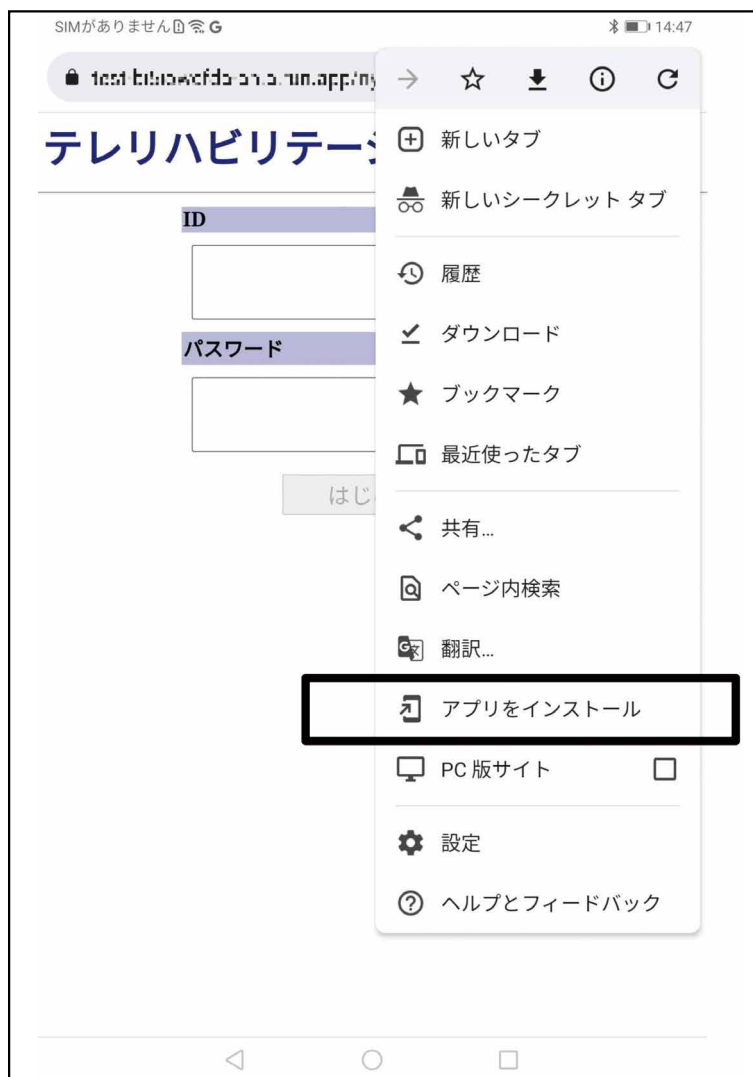 SIMがありません G 14:47
テレリハビリテーシ
ID
パスワード
はじ
新しいタブ
新しいシークレット タブ
履歴
ダウンロード
ブックマーク
最近使ったタブ
共有...
ページ内検索
翻訳...
アプリをインストール
PC 版サイト
設定
ヘルプとフィードバック